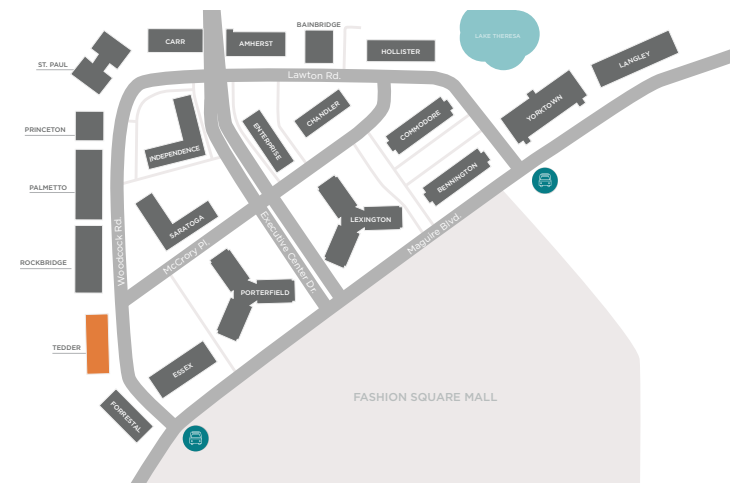 BAINBRIDGE
CARR
AMHERST
HOLLISTER
LAKE THERESA
LANGLEY
ST. PAUL
Lawton Rd.
YORKTOWN
CHANDLER
COMMODORE
PRINCETON
ENTERPRISE
INDEPENDENCE
PALMETTO
BENNINGTON
SARATOGA
LEXINGTON
Woodcock Rd.
McCrory Pl.
Executive Center Dr.
Maguire Blvd.
ROCKBRIDGE
PORTERFIELD
TEDDER
ESSEX
FORRESTAL
FASHION SQUARE MALL